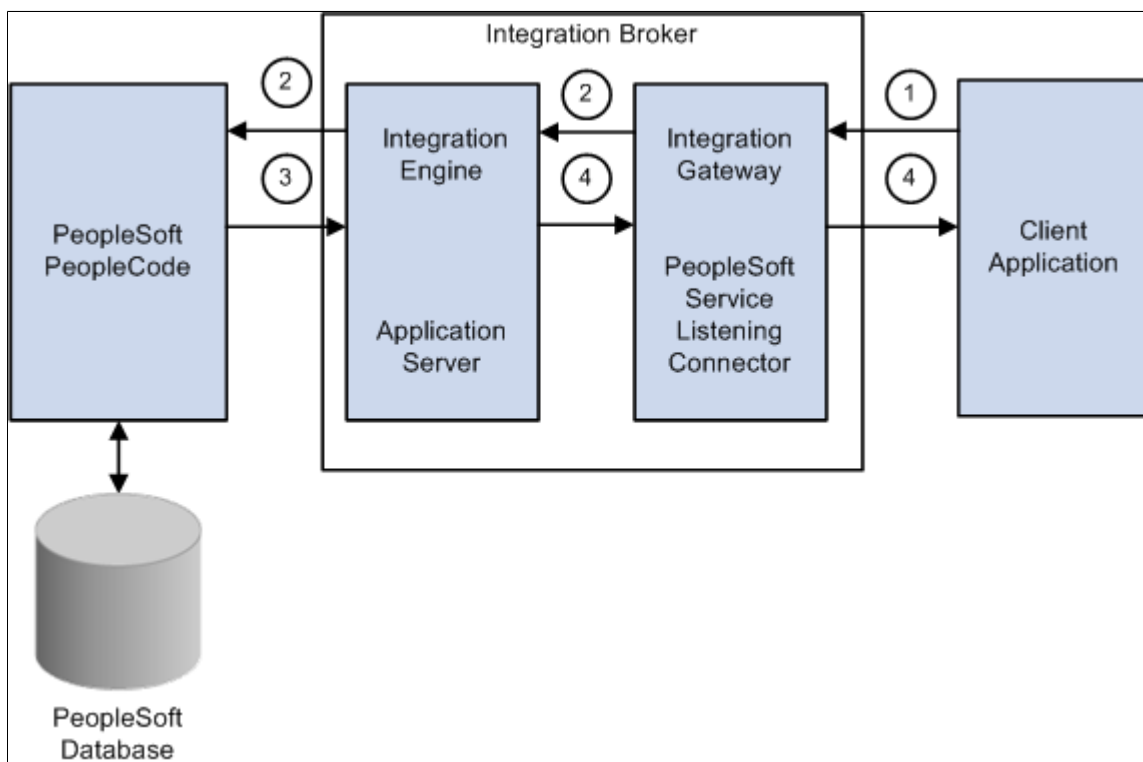 Integration Broker
2
2
1
3
4
4
PeopleSoft
PeopleCode
Integration
Engine
Application
Server
Integration
Gateway
PeopleSoft
Service
Listening
Connector
Client
Application
PeopleSoft
Database